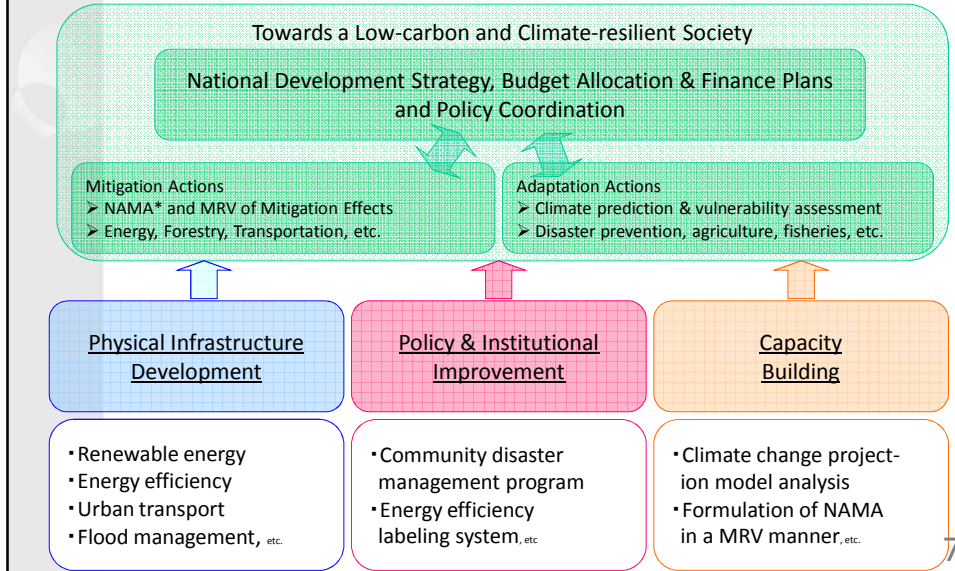 Towards a Low-carbon and Climate-resilient Society
National Development Strategy, Budget Allocation & Finance Plans
and Policy Coordination
Mitigation Actions
➢ NAMA* and MRV of Mitigation Effects
➢ Energy, Forestry, Transportation, etc.
Adaptation Actions
➢ Climate prediction & vulnerability assessment
➢ Disaster prevention, agriculture, fisheries, etc.
Physical Infrastructure
Development
Policy & Institutional
Improvement
Capacity
Building
・Renewable energy
・Energy efficiency
・Urban transport
・Flood management, etc.
・Community disaster
management program
・Energy efficiency
labeling system, etc
・Climate change project-
ion model analysis
・Formulation of NAMA
in a MRV manner, etc.
7